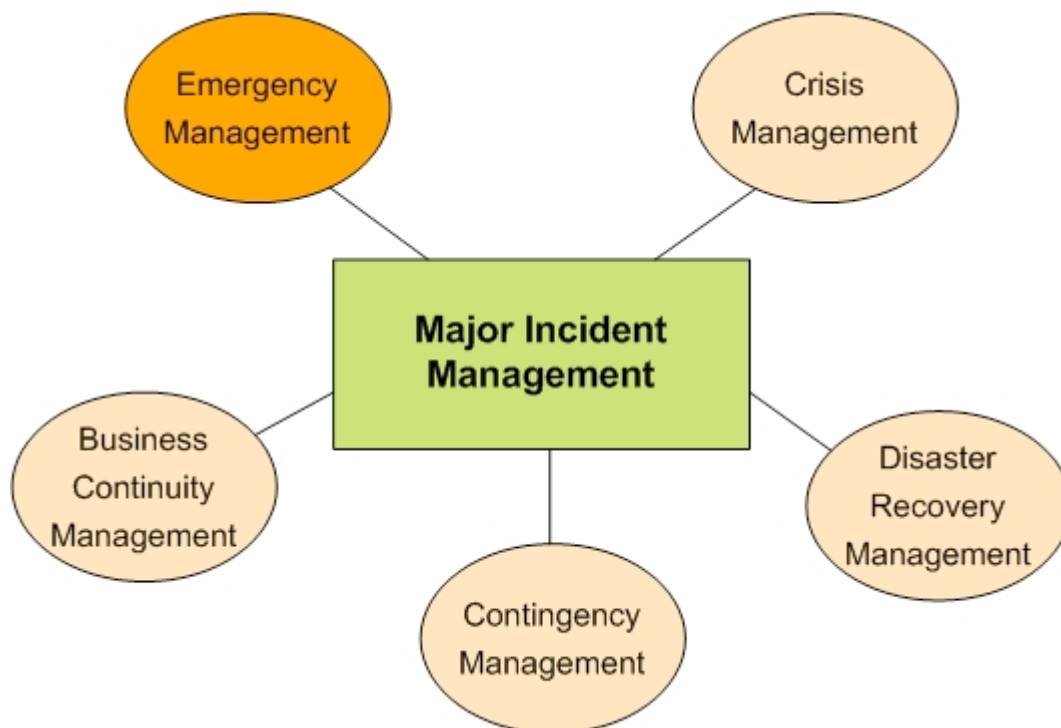 Emergency
Management
Crisis
Management
Major Incident
Management
Business
Continuity
Management
Disaster
Recovery
Management
Contingency
Management